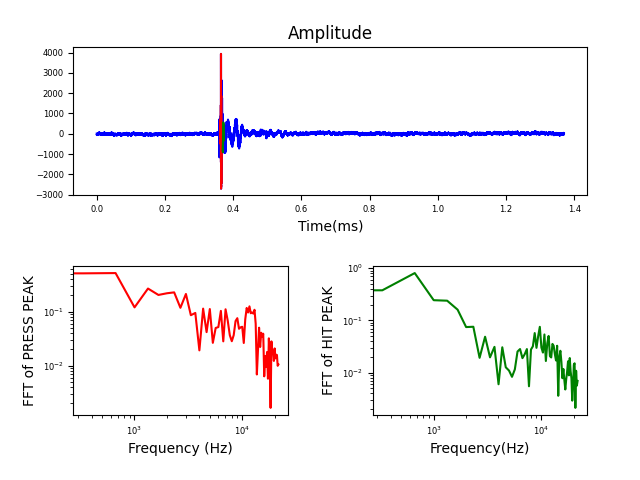 Amplitude
4000
3000
2000
1000
0
−1000
−2000
−3000
0.0 0.2 0.4 0.6 0.8 1.0 1.2 1.4
Time(ms)
FFT of PRESS PEAK
10⁻¹
10⁻²
10³ 10⁴
Frequency (Hz)
FFT of HIT PEAK
10⁰
10⁻¹
10⁻²
10³ 10⁴
Frequency(Hz)